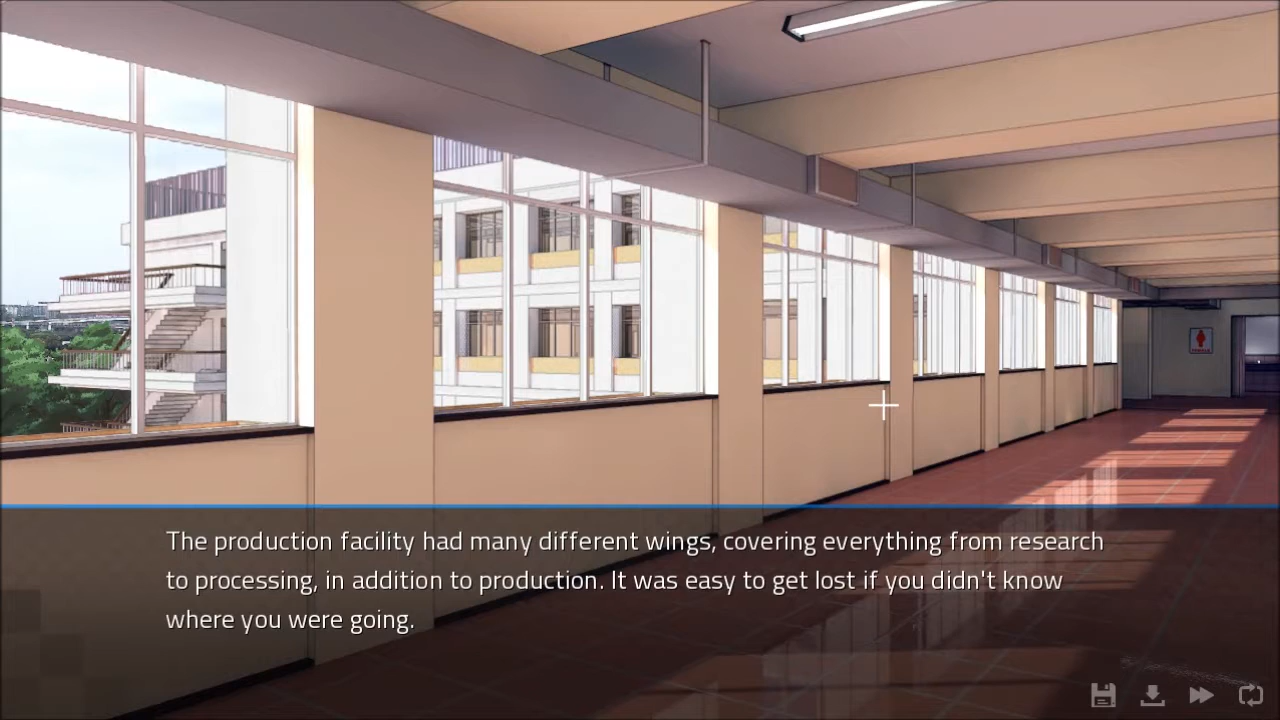 The production facility had many different wings, covering everything from research
to processing, in addition to production. It was easy to get lost if you didn't know
where you were going.